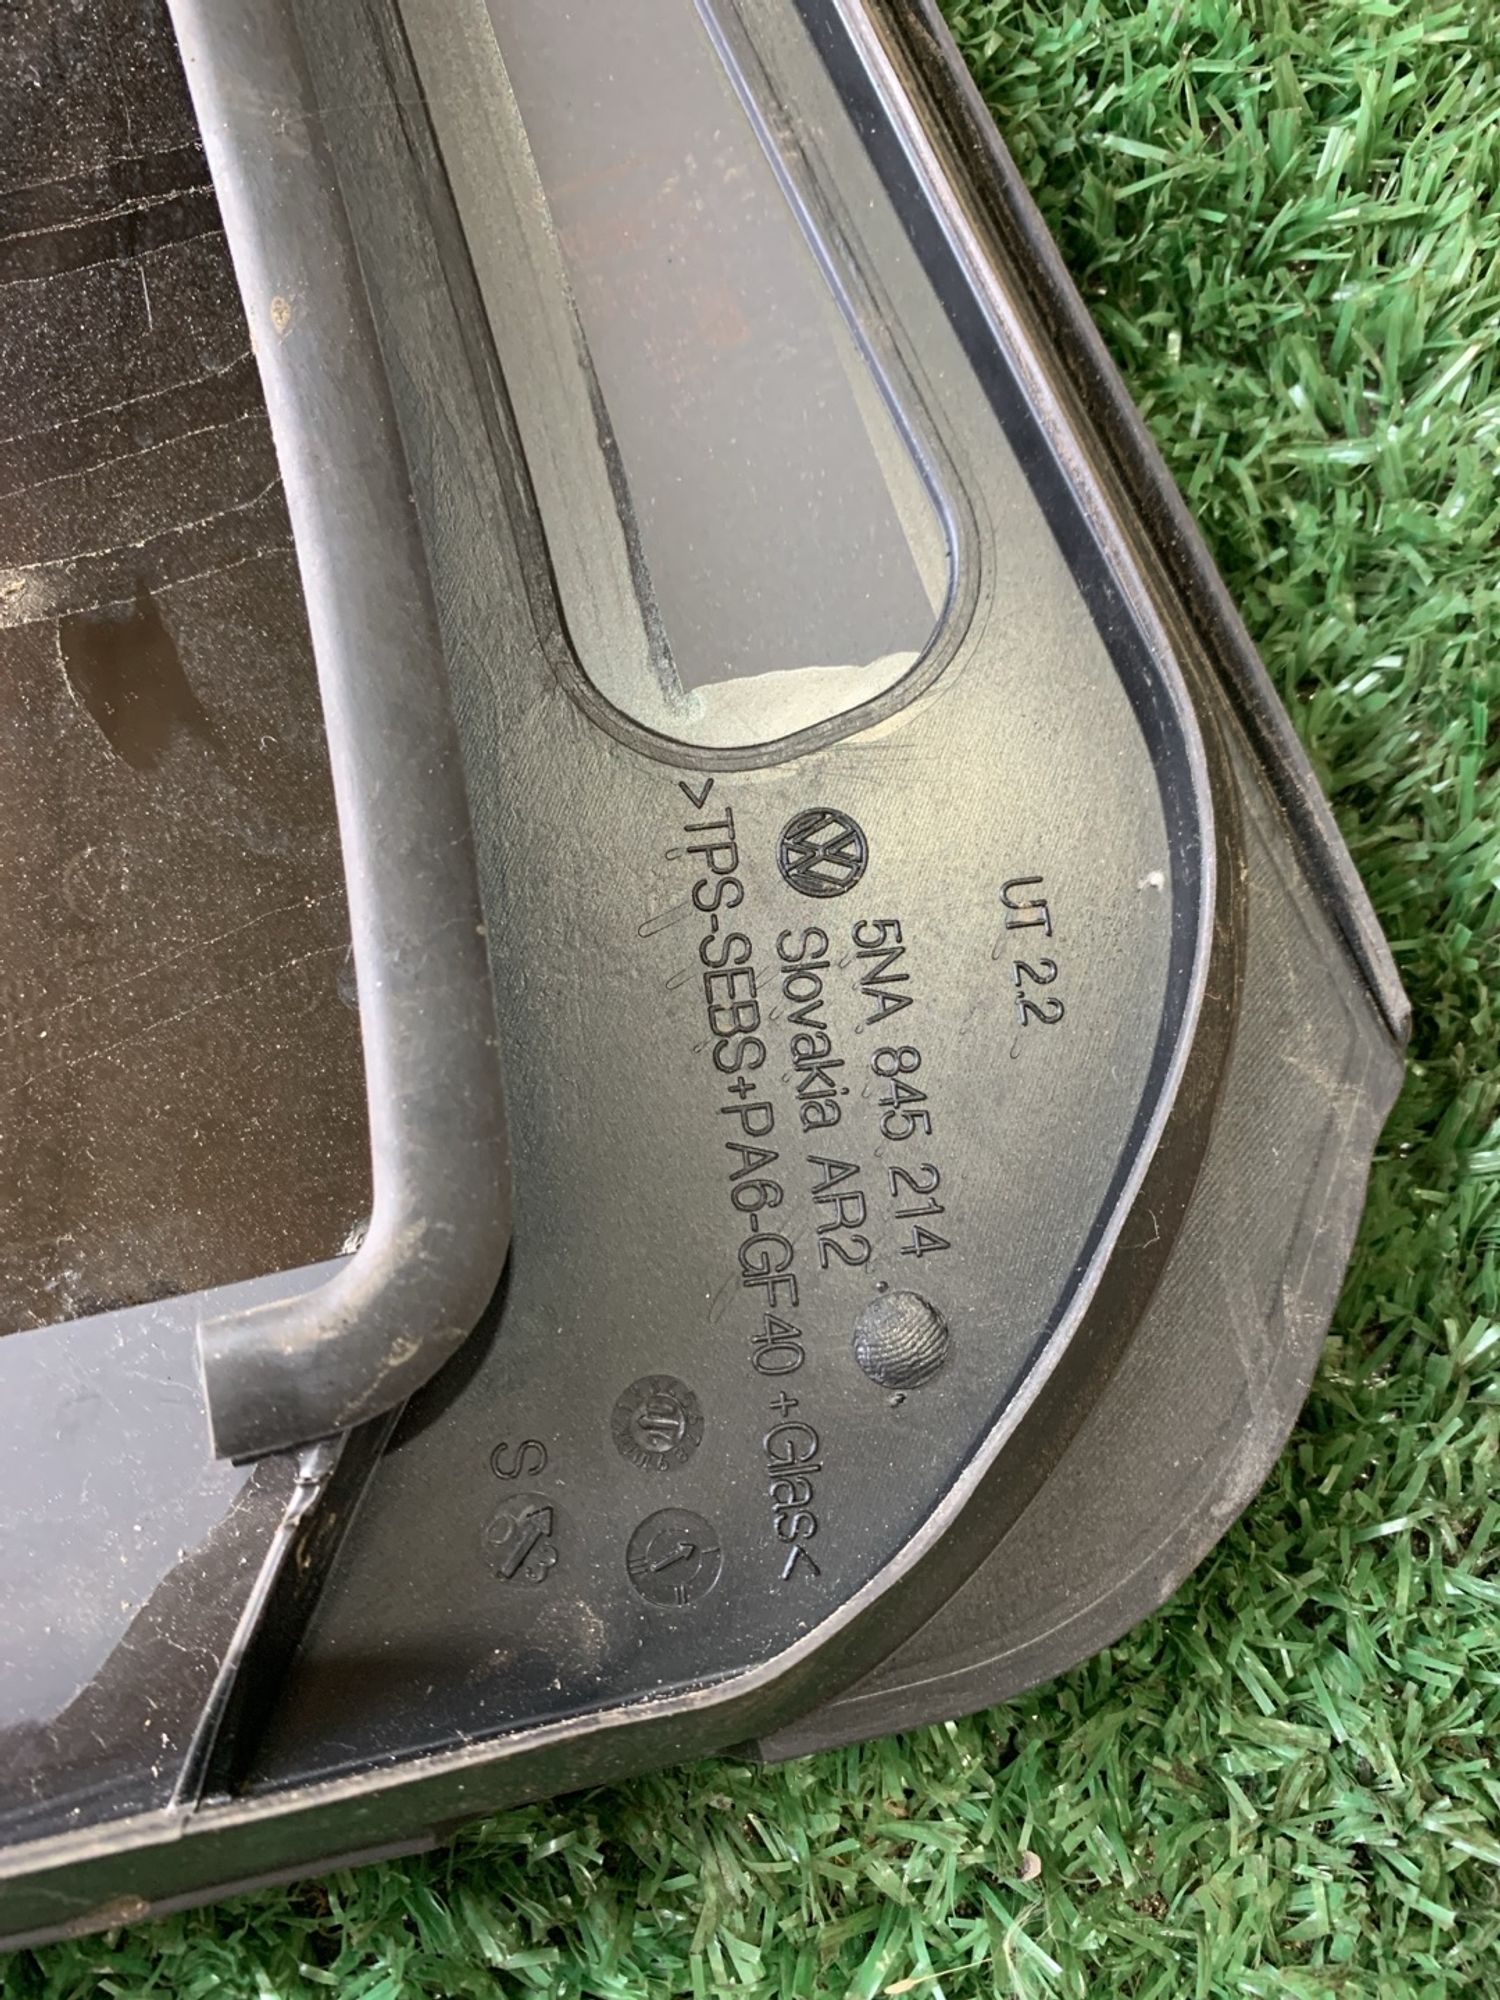 UT 2.2
5NA 845 214
Slovakia AR2
>TPS-SEBS+PA6-GF40 +Glas<
S